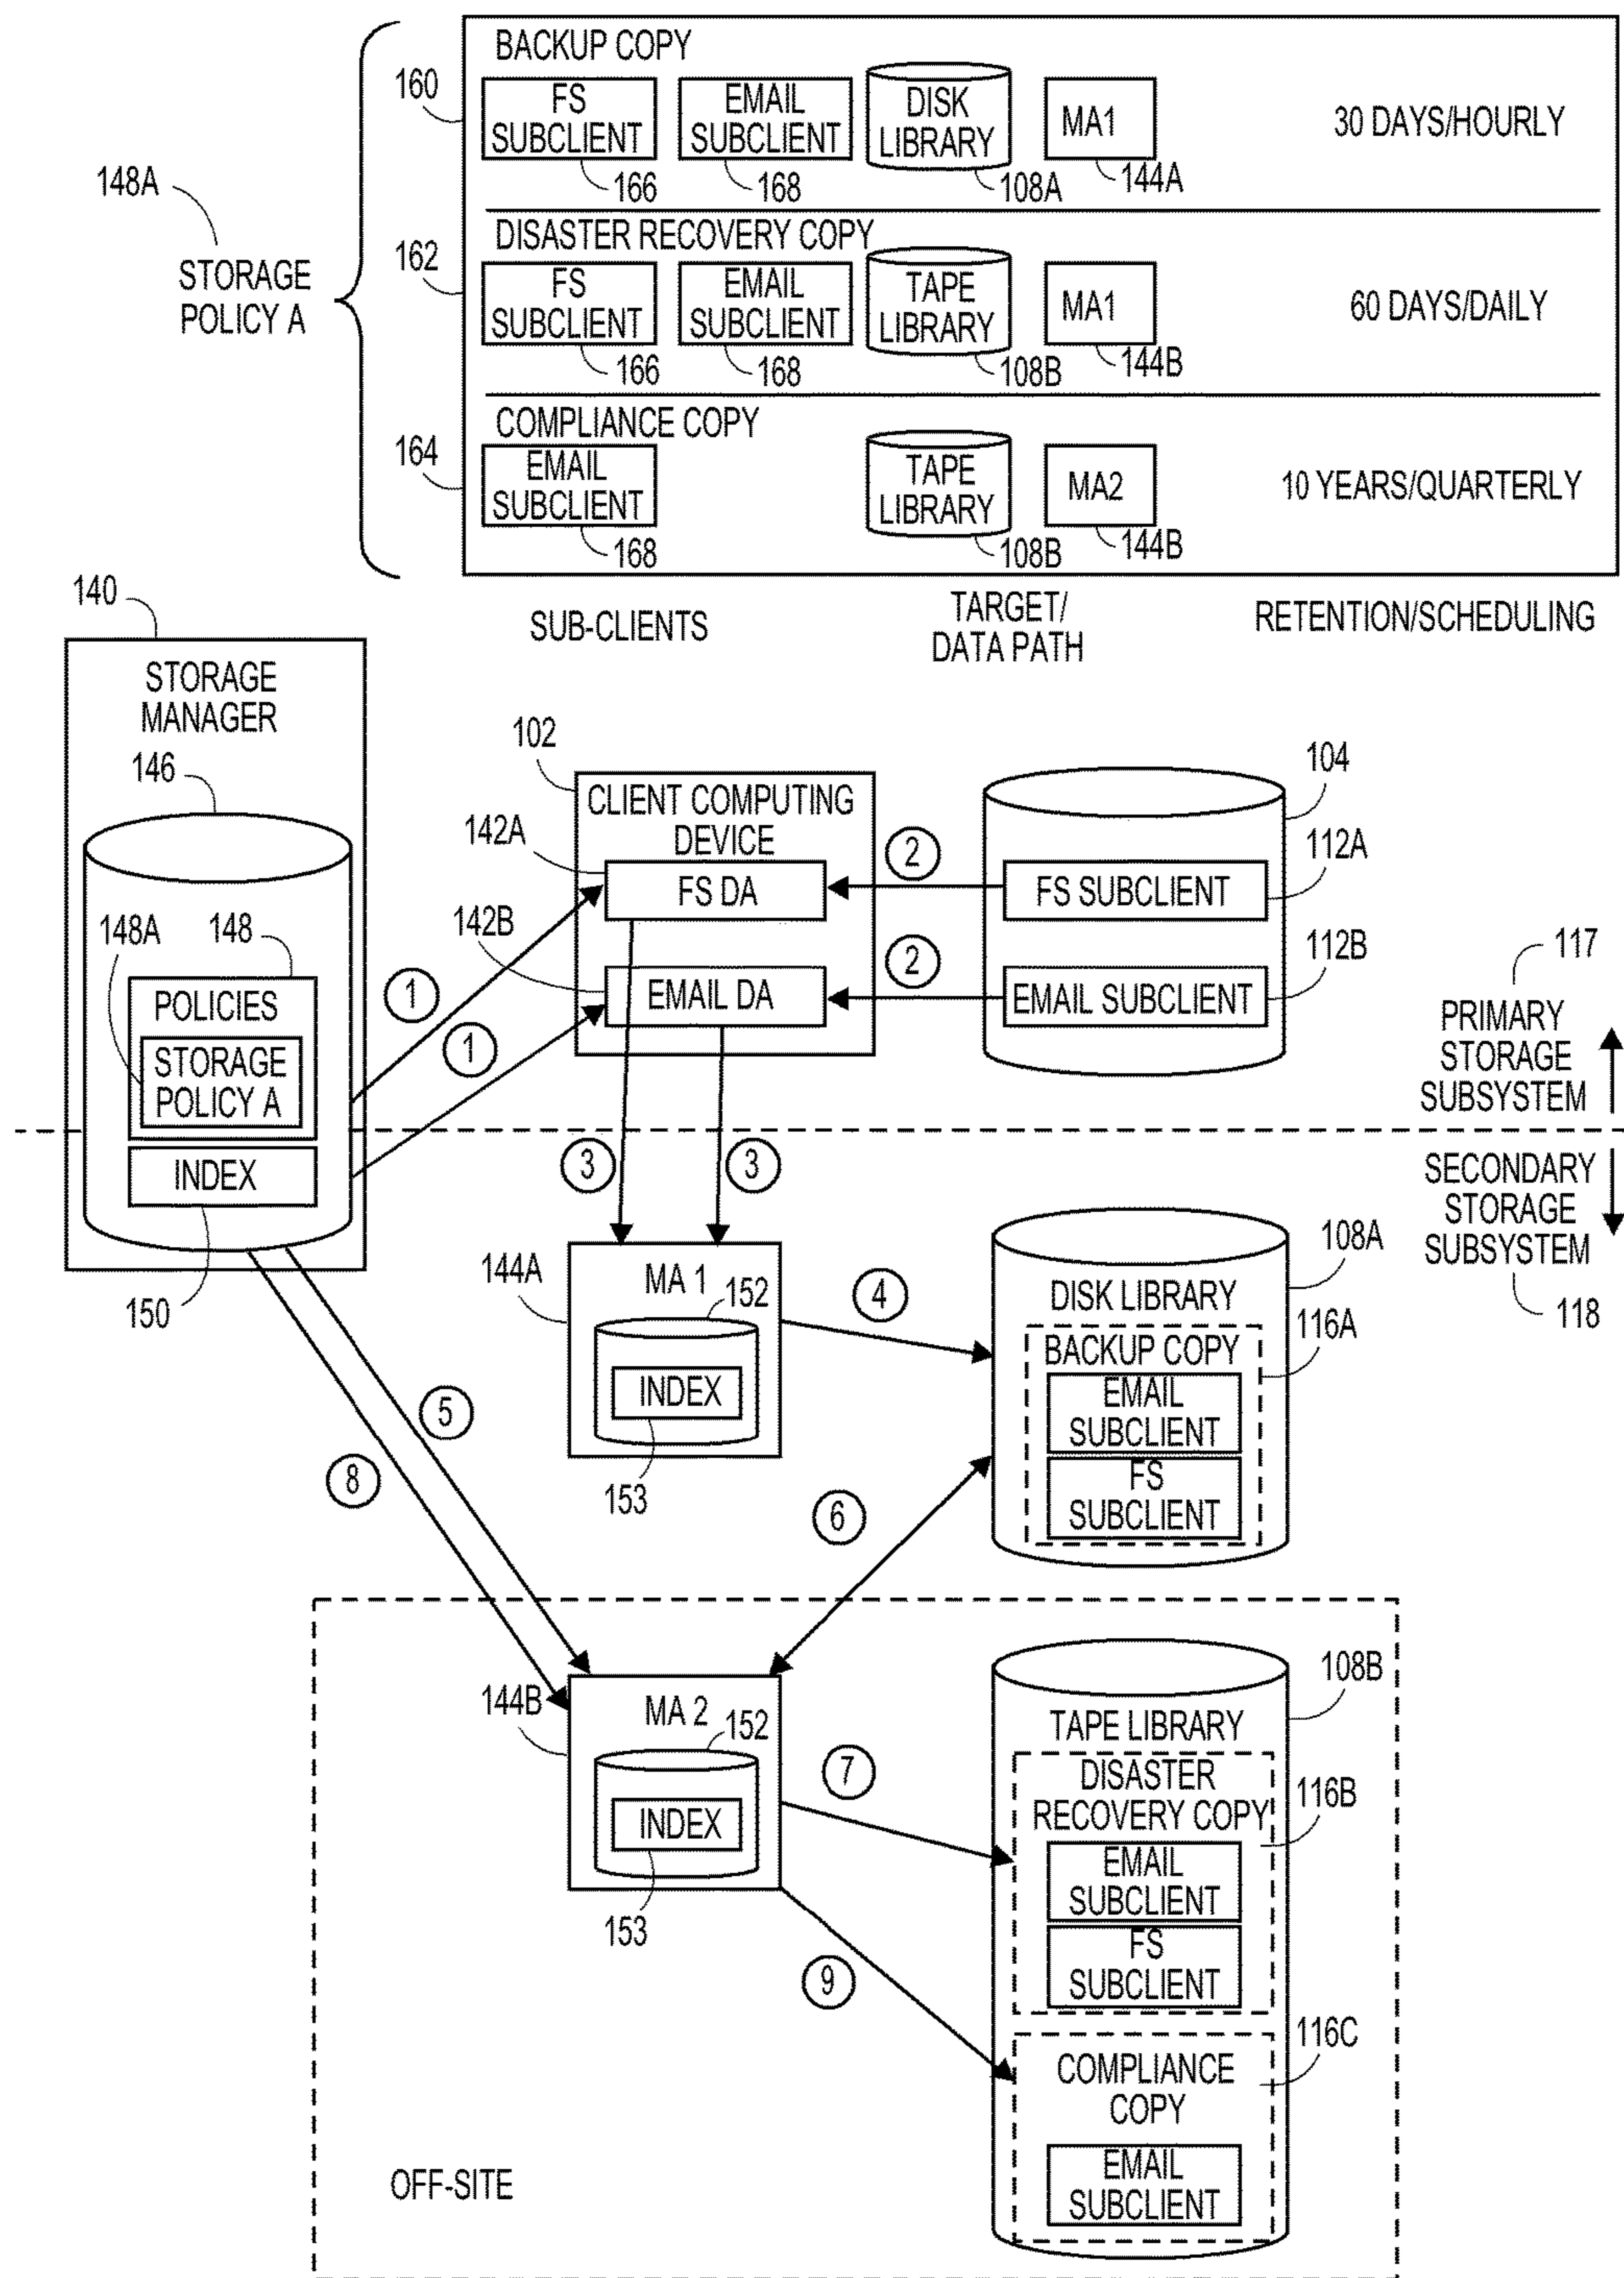 BACKUP COPY
160
FS
SUBCLIENT
166
EMAIL
SUBCLIENT
168
DISK
LIBRARY
108A
MA1
144A
30 DAYS/HOURLY
148A
STORAGE
POLICY A
DISASTER RECOVERY COPY
162
FS
SUBCLIENT
166
EMAIL
SUBCLIENT
168
TAPE
LIBRARY
108B
MA1
144B
60 DAYS/DAILY
COMPLIANCE COPY
164
EMAIL
SUBCLIENT
168
TAPE
LIBRARY
108B
MA2
144B
10 YEARS/QUARTERLY
SUB-CLIENTS
TARGET/
DATA PATH
RETENTION/SCHEDULING
140
STORAGE
MANAGER
146
148A
148
POLICIES
STORAGE
POLICY A
INDEX
150
102
CLIENT COMPUTING
DEVICE
142A
FS DA
142B
EMAIL DA
1
1
2
2
104
FS SUBCLIENT
112A
EMAIL SUBCLIENT
112B
117
PRIMARY
STORAGE
SUBSYSTEM
SECONDARY
STORAGE
SUBSYSTEM
118
3
3
144A
MA 1
152
INDEX
153
4
108A
DISK LIBRARY
116A
BACKUP COPY
EMAIL
SUBCLIENT
FS
SUBCLIENT
5
8
6
144B
MA 2
152
INDEX
153
7
9
108B
TAPE LIBRARY
DISASTER
RECOVERY COPY
116B
EMAIL
SUBCLIENT
FS
SUBCLIENT
116C
COMPLIANCE
COPY
EMAIL
SUBCLIENT
OFF-SITE